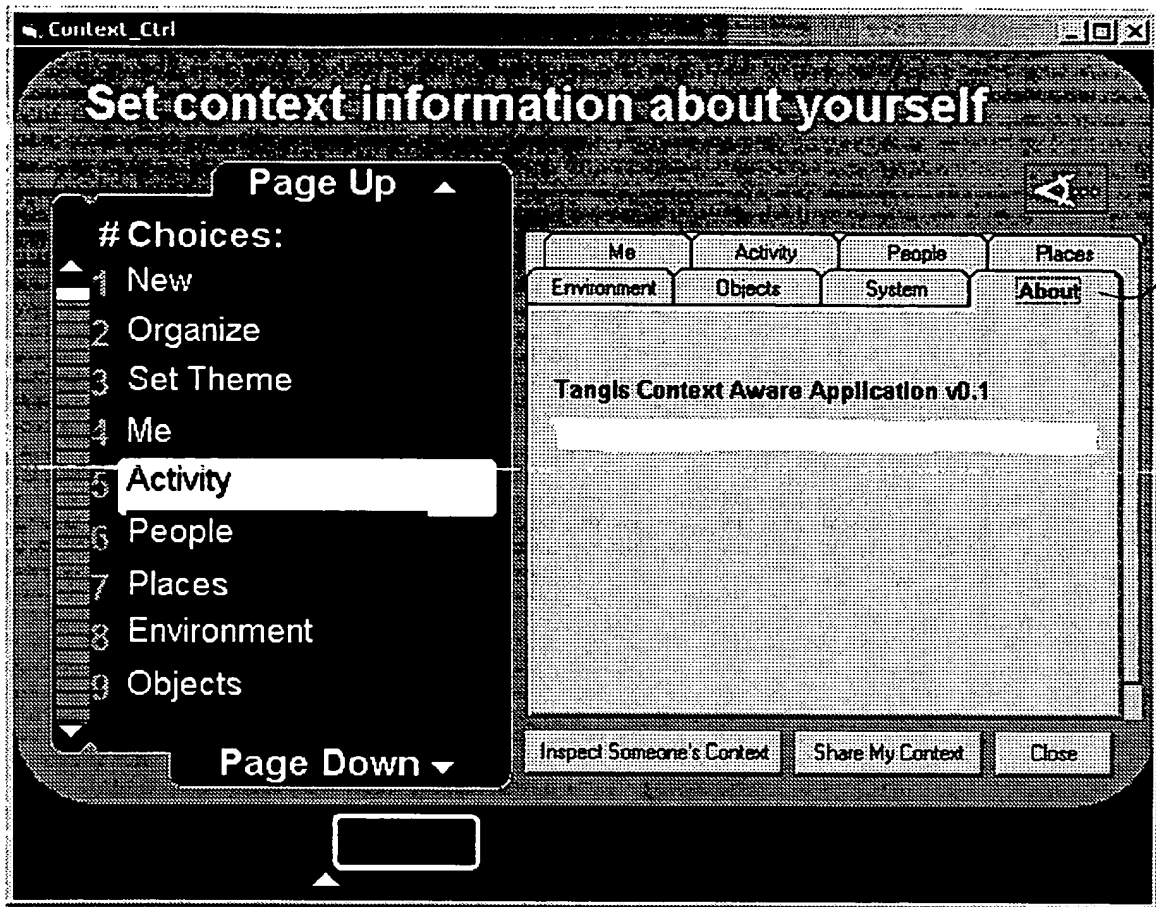 Context_Ctrl
Set context information about yourself
Page Up
# Choices:
1 New
2 Organize
3 Set Theme
4 Me
5 Activity
6 People
7 Places
8 Environment
9 Objects
Page Down
Me Activity People Places
Environment Objects System About
Tangis Context Aware Application v0.1
Inspect Someone's Context Share My Context Close